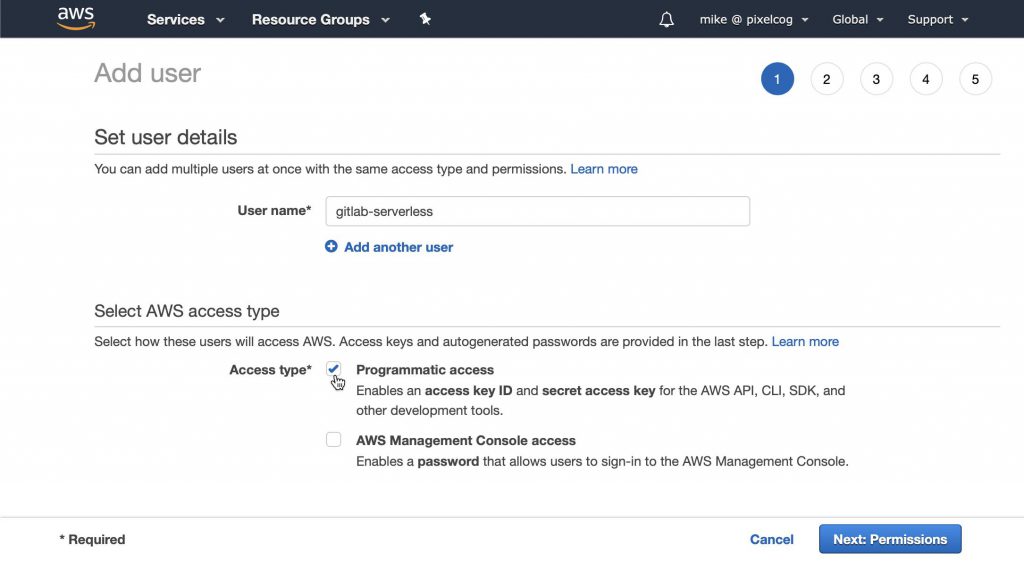 aws Services Resource Groups mike @ pixelcog Global Support
Add user
1 2 3 4 5
Set user details
You can add multiple users at once with the same access type and permissions. Learn more
User name* gitlab-serverless
Add another user
Select AWS access type
Select how these users will access AWS. Access keys and autogenerated passwords are provided in the last step. Learn more
Access type* Programmatic access
Enables an access key ID and secret access key for the AWS API, CLI, SDK, and
other development tools.
AWS Management Console access
Enables a password that allows users to sign-in to the AWS Management Console.
* Required Cancel Next: Permissions